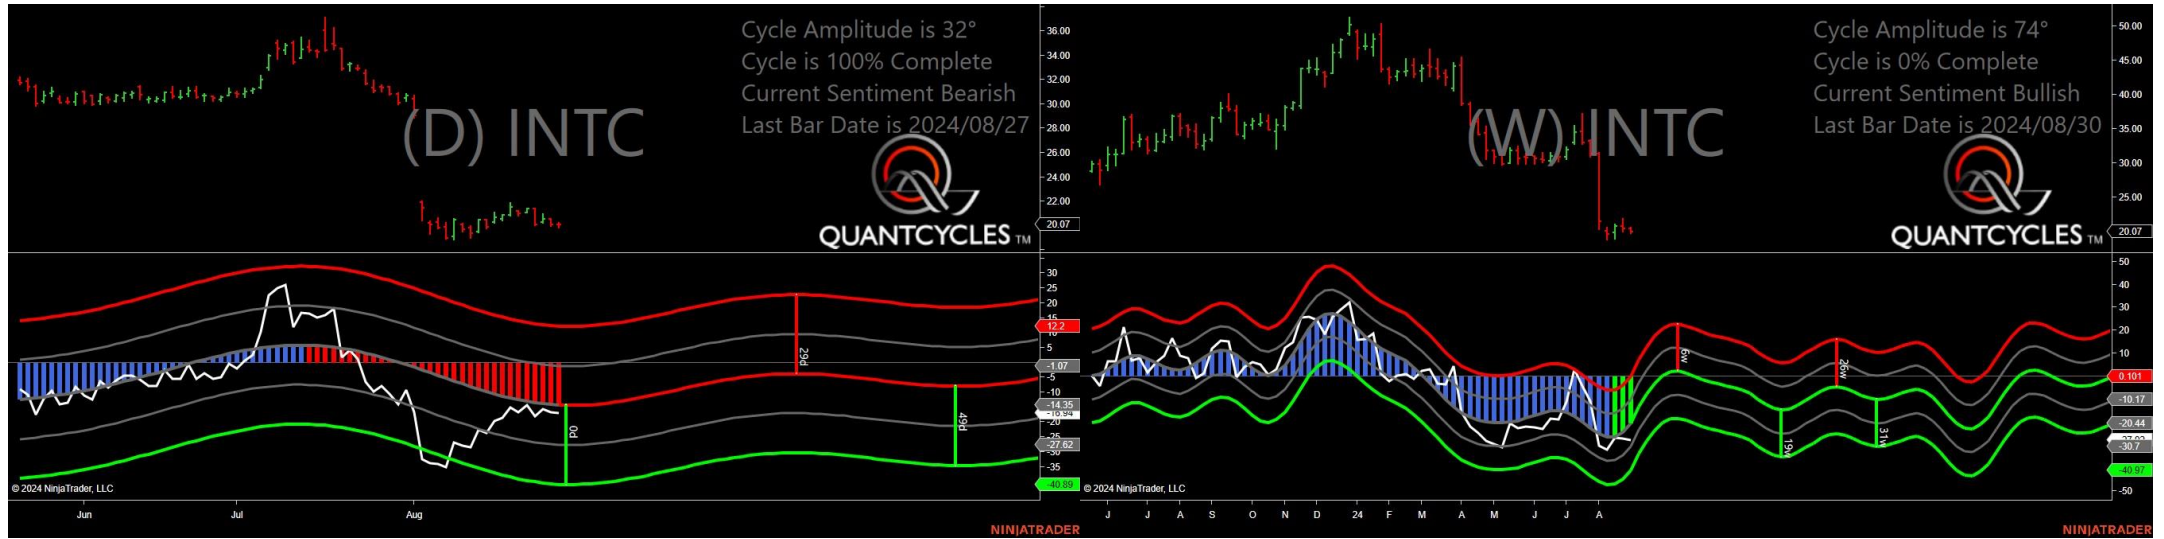 Cycle Amplitude is 32°
Cycle is 100% Complete
Current Sentiment Bearish
Last Bar Date is 2024/08/27
(D) INTC
QUANTCYCLES TM
36.00
34.00
32.00
30.00
28.00
26.00
24.00
22.00
20.07
30
25
20
15
12.2
5
-1.07
-5
-10
-14.35
-16.94
-20
-25
-27.62
-35
-40.89
29d
0d
49d
© 2024 NinjaTrader, LLC
Jun Jul Aug
NINJATRADER
Cycle Amplitude is 74°
Cycle is 0% Complete
Current Sentiment Bullish
Last Bar Date is 2024/08/30
(W) INTC
QUANTCYCLES TM
50.00
45.00
40.00
35.00
30.00
25.00
20.07
50
40
30
20
10
0.101
-10.17
-20.44
-30.7
-40.97
-50
6w
26w
19w
31w
© 2024 NinjaTrader, LLC
J J A S O N D 24 F M A M J J A
NINJATRADER